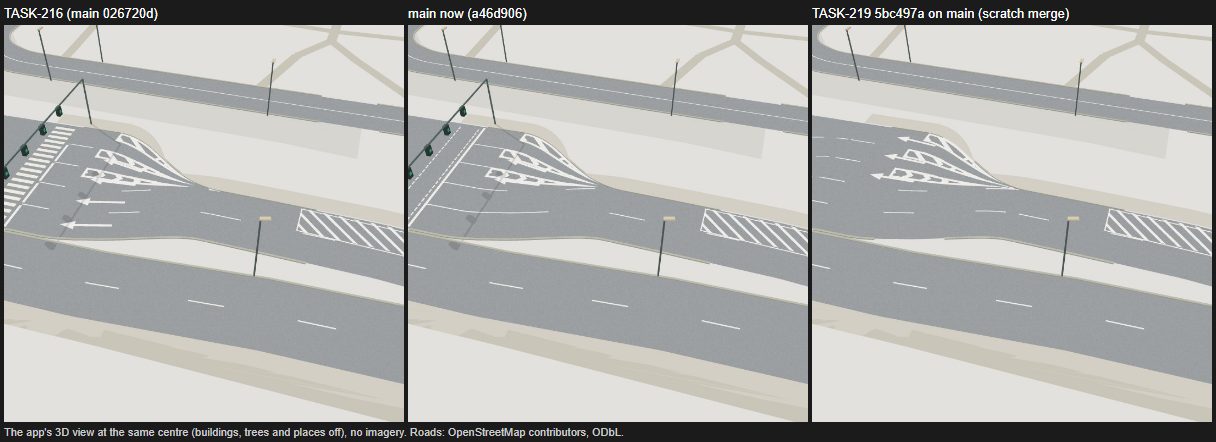 TASK-216 (main 026720d)
main now (a46d906)
TASK-219 5bc497a on main (scratch merge)
The app's 3D view at the same centre (buildings, trees and places off), no imagery. Roads: OpenStreetMap contributors, ODbL.